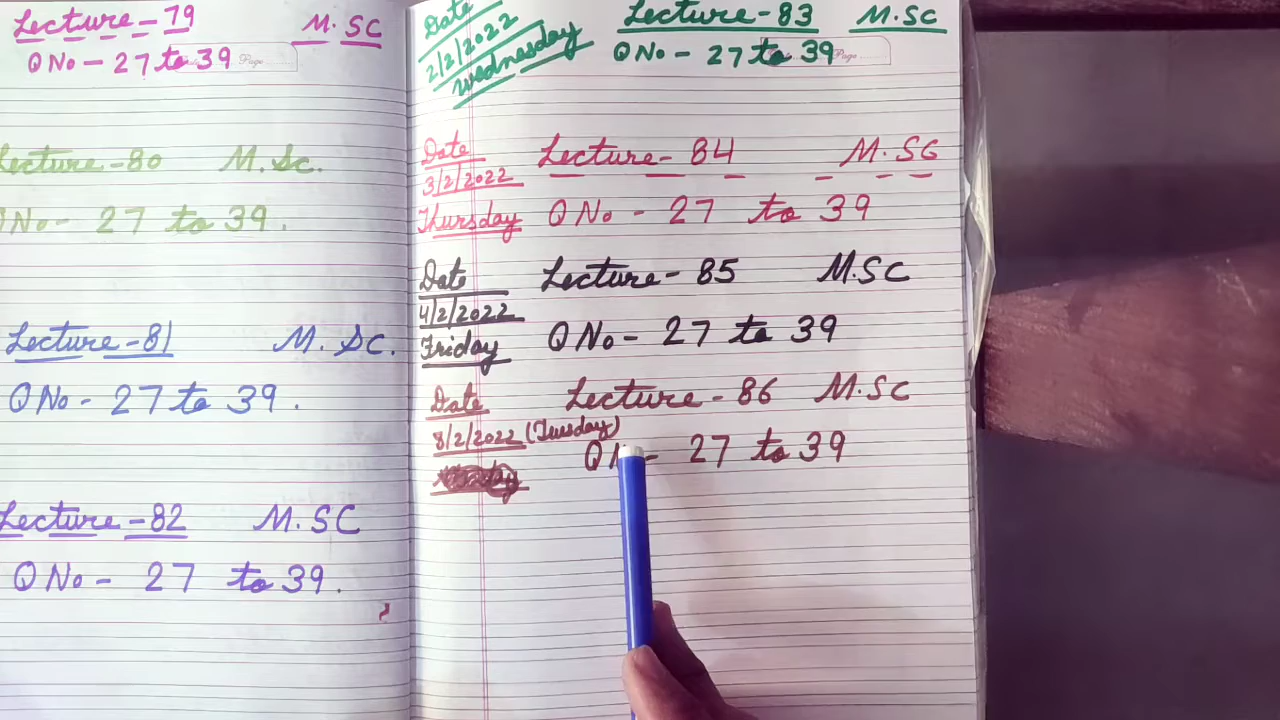 Lecture - 79 M. SC
Q No - 27 to 39 Page
Lecture - 80 M. Sc.
Q No - 27 to 39 .
Lecture - 81 M. Sc.
Q No - 27 to 39 .
Lecture - 82 M. SC
Q No - 27 to 39 .
Date
2/2/2022
Wednesday
Lecture - 83 M. SC
Q No - 27 to 39 Page
Date
3/2/2022
Thursday
Lecture - 84 M. SC
Q No - 27 to 39
Date
4/2/2022
Friday
Lecture - 85 M.SC
Q No - 27 to 39
Date
8/2/2022 (Tuesday)
Lecture - 86 M.SC
Q N - 27 to 39